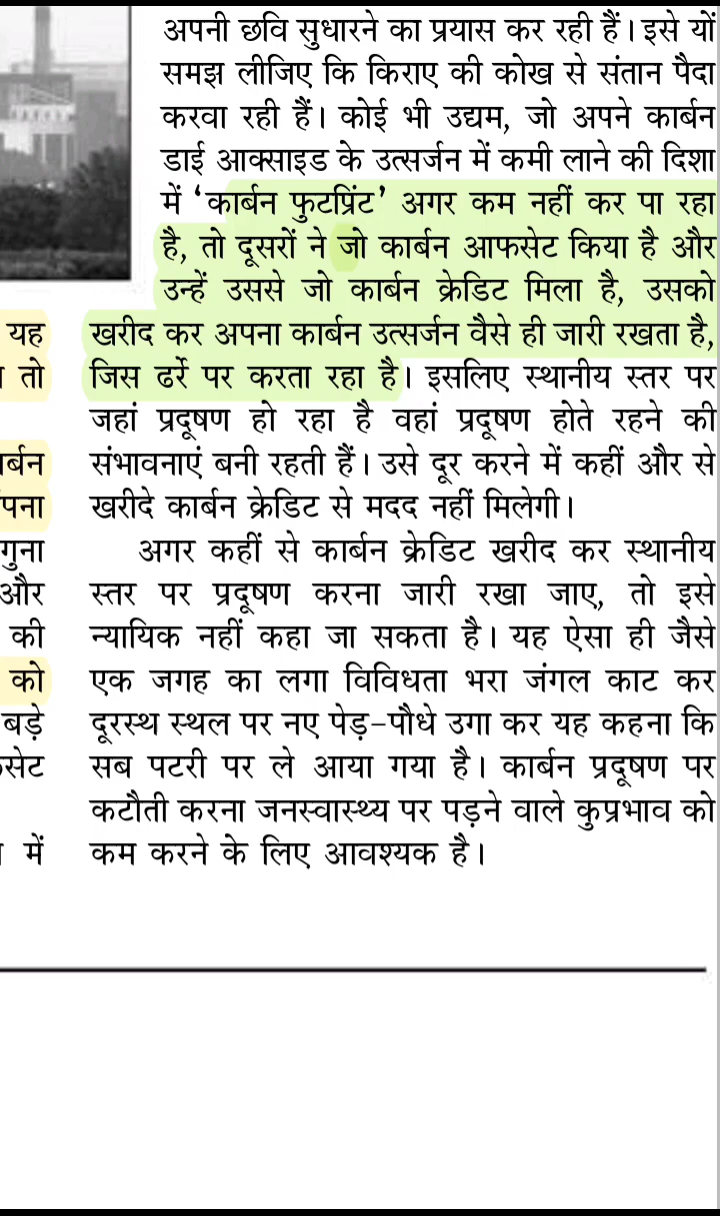 यह
तो
र्बन
पना
गुना
और
की
को
बड़े
सेट
में
अपनी छवि सुधारने का प्रयास कर रही हैं। इसे यों
समझ लीजिए कि किराए की कोख से संतान पैदा
करवा रही हैं। कोई भी उद्यम, जो अपने कार्बन
डाई आक्साइड के उत्सर्जन में कमी लाने की दिशा
में ‘कार्बन फुटप्रिंट’ अगर कम नहीं कर पा रहा
है, तो दूसरों ने जो कार्बन आफसेट किया है और
उन्हें उससे जो कार्बन क्रेडिट मिला है, उसको
खरीद कर अपना कार्बन उत्सर्जन वैसे ही जारी रखता है,
जिस ढर्रे पर करता रहा है। इसलिए स्थानीय स्तर पर
जहां प्रदूषण हो रहा है वहां प्रदूषण होते रहने की
संभावनाएं बनी रहती हैं। उसे दूर करने में कहीं और से
खरीदे कार्बन क्रेडिट से मदद नहीं मिलेगी।
अगर कहीं से कार्बन क्रेडिट खरीद कर स्थानीय
स्तर पर प्रदूषण करना जारी रखा जाए, तो इसे
न्यायिक नहीं कहा जा सकता है। यह ऐसा ही जैसे
एक जगह का लगा विविधता भरा जंगल काट कर
दूरस्थ स्थल पर नए पेड़-पौधे उगा कर यह कहना कि
सब पटरी पर ले आया गया है। कार्बन प्रदूषण पर
कटौती करना जनस्वास्थ्य पर पड़ने वाले कुप्रभाव को
कम करने के लिए आवश्यक है।